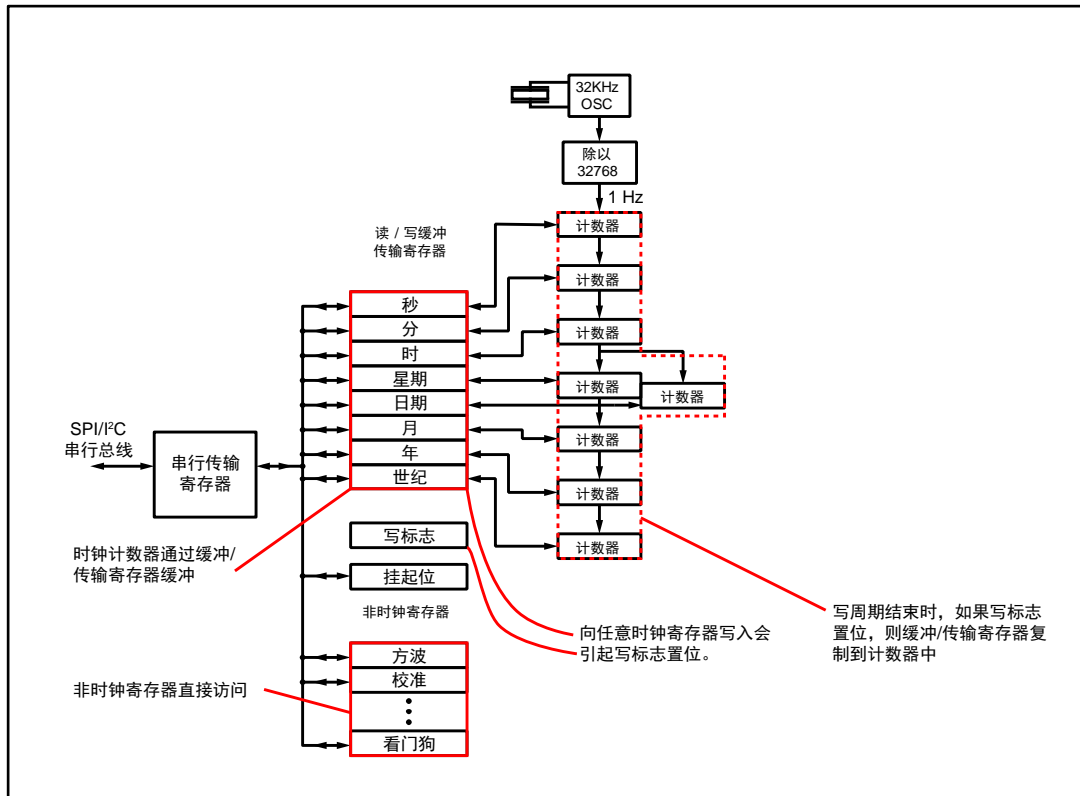 32KHz
OSC
除以
32768
1 Hz
读 / 写缓冲
传输寄存器
计数器
计数器
计数器
计数器
计数器
计数器
计数器
计数器
秒
分
时
星期
日期
月
年
世纪
SPI/I²C
串行总线
串行传输
寄存器
时钟计数器通过缓冲/
传输寄存器缓冲
写标志
挂起位
非时钟寄存器
向任意时钟寄存器写入会
引起写标志置位。
写周期结束时，如果写标志
置位，则缓冲/传输寄存器复
制到计数器中
非时钟寄存器直接访问
方波
校准
看门狗